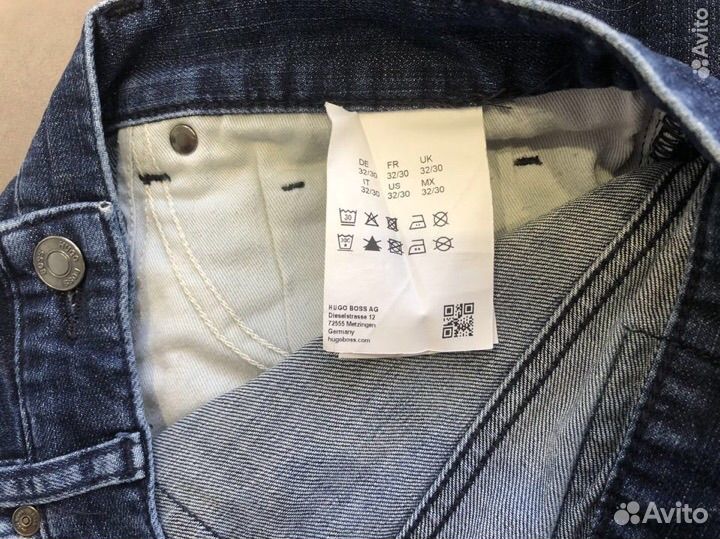 DE FR UK
32/30 32/30 32/30
IT US MX
32/30 32/30 32/30
30
HUGO BOSS AG
Dieselstrasse 12
72555 Metzingen
Germany
hugoboss.com
HUGO BOSS
Avito
Avito